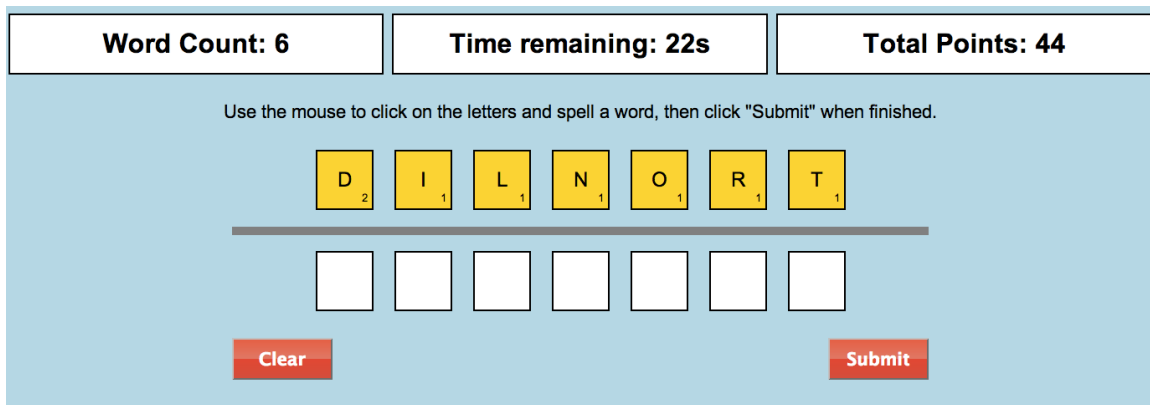 Word Count: 6 Time remaining: 22s Total Points: 44
Use the mouse to click on the letters and spell a word, then click "Submit" when finished.
D 2 I 1 L 1 N 1 O 1 R 1 T 1
Clear Submit